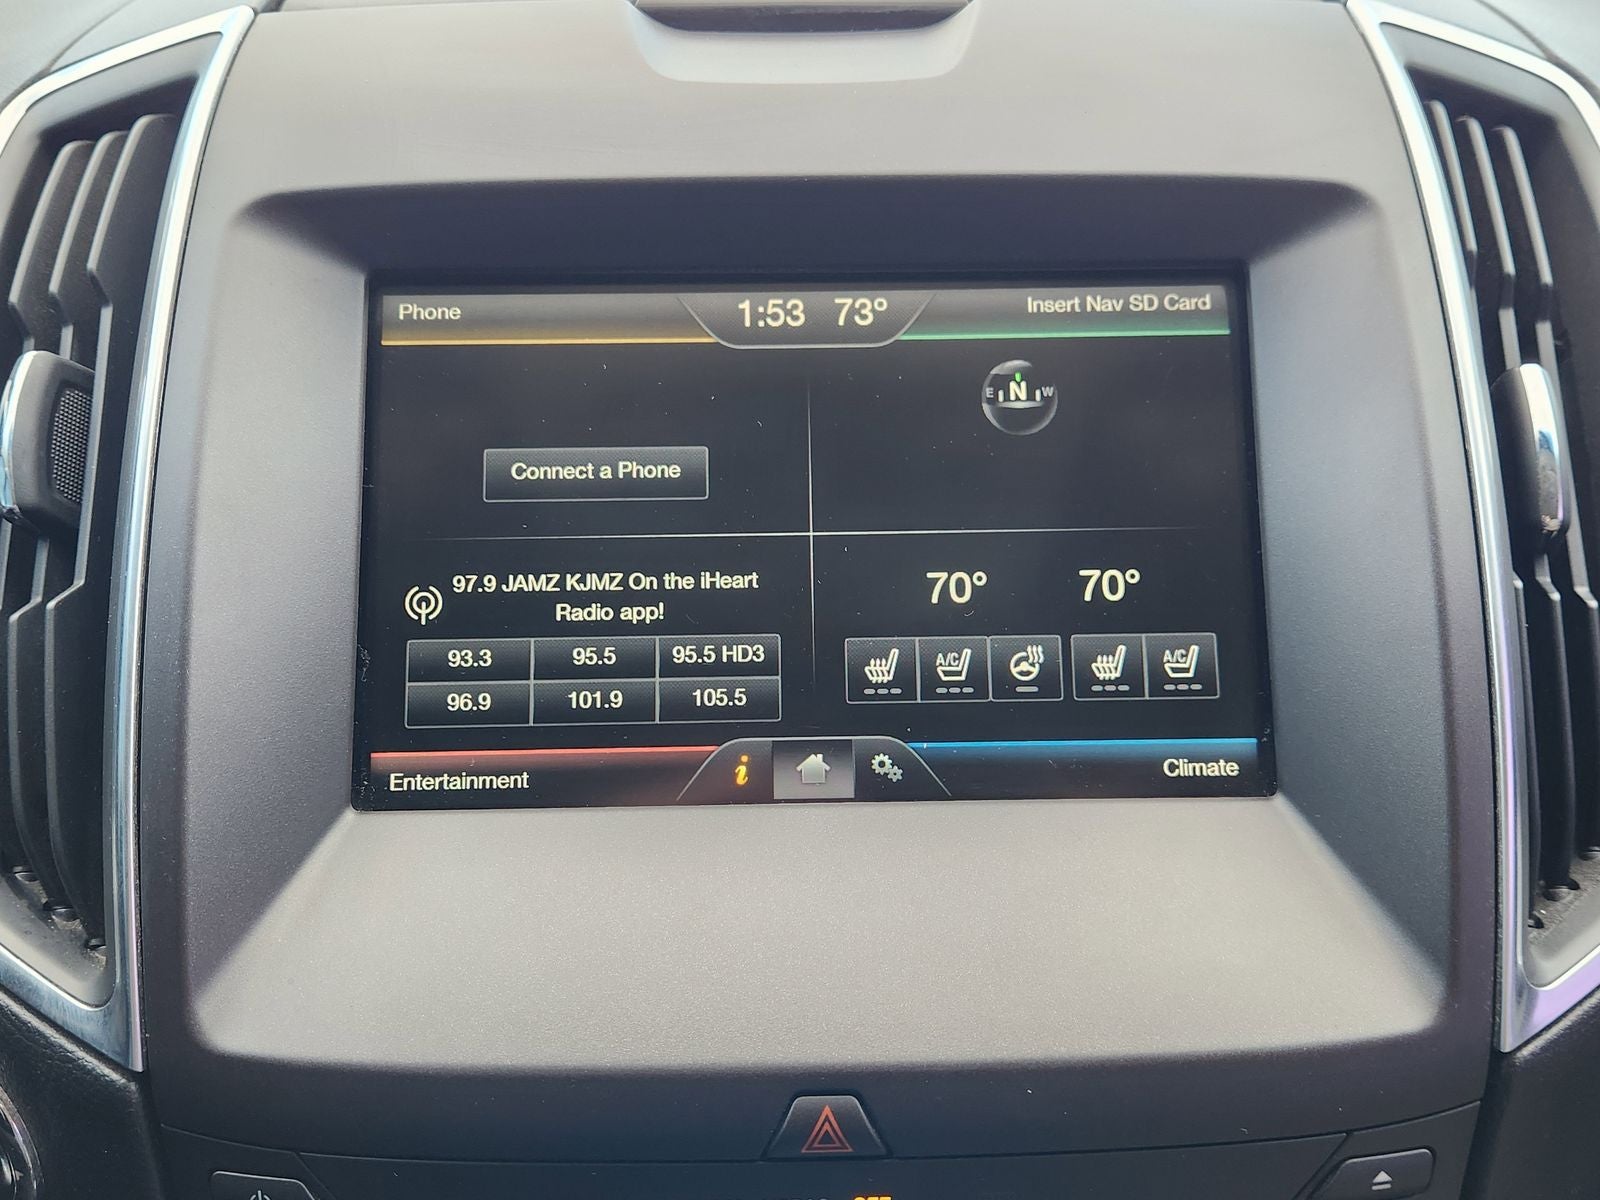 Phone
1:53 73°
Insert Nav SD Card
E N W
Connect a Phone
97.9 JAMZ KJMZ On the iHeart
Radio app!
93.3 95.5 95.5 HD3
96.9 101.9 105.5
70° 70°
A/C A/C
Entertainment
i
Climate